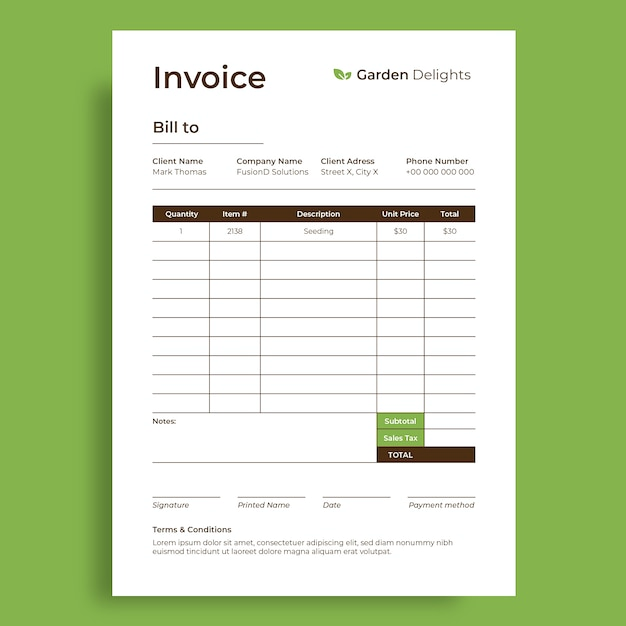 Invoice
Garden Delights
Bill to
Client Name Company Name Client Adress Phone Number
Mark Thomas FusionD Solutions Street X, City X +00 000 000 000
Quantity Item # Description Unit Price Total
1 2138 Seeding $30 $30
Notes: Subtotal
Sales Tax
TOTAL
Signature Printed Name Date Payment method
Terms & Conditions
Lorem ipsum dolor sit amet, consectetuer adipiscing elit, sed diam nonummy nibh
euismod tincidunt ut laoreet dolore magna aliquam erat volutpat.